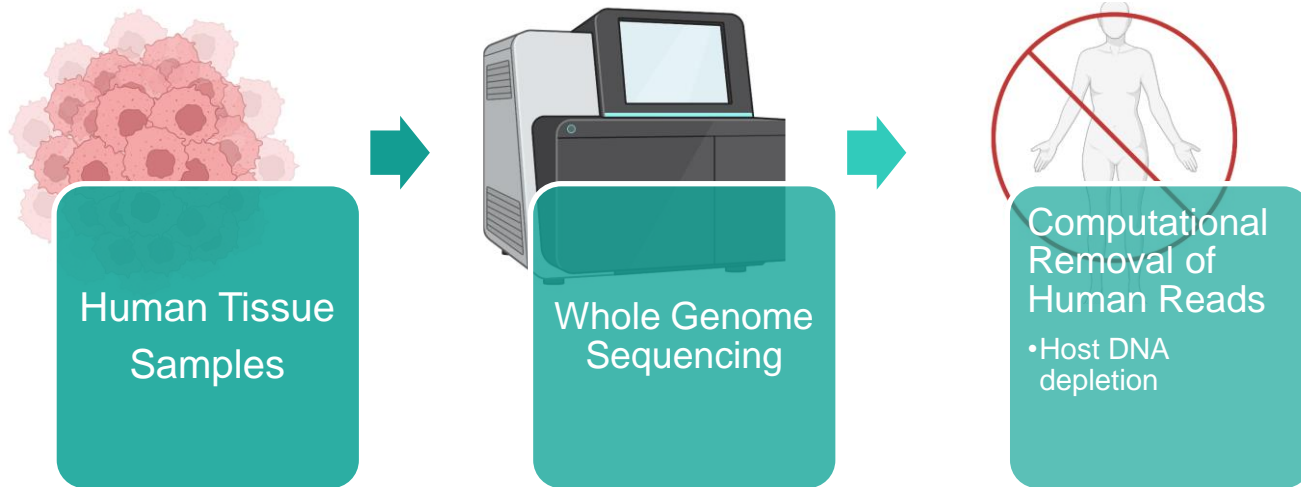 Human Tissue
Samples
Whole Genome
Sequencing
Computational
Removal of
Human Reads
•Host DNA
depletion